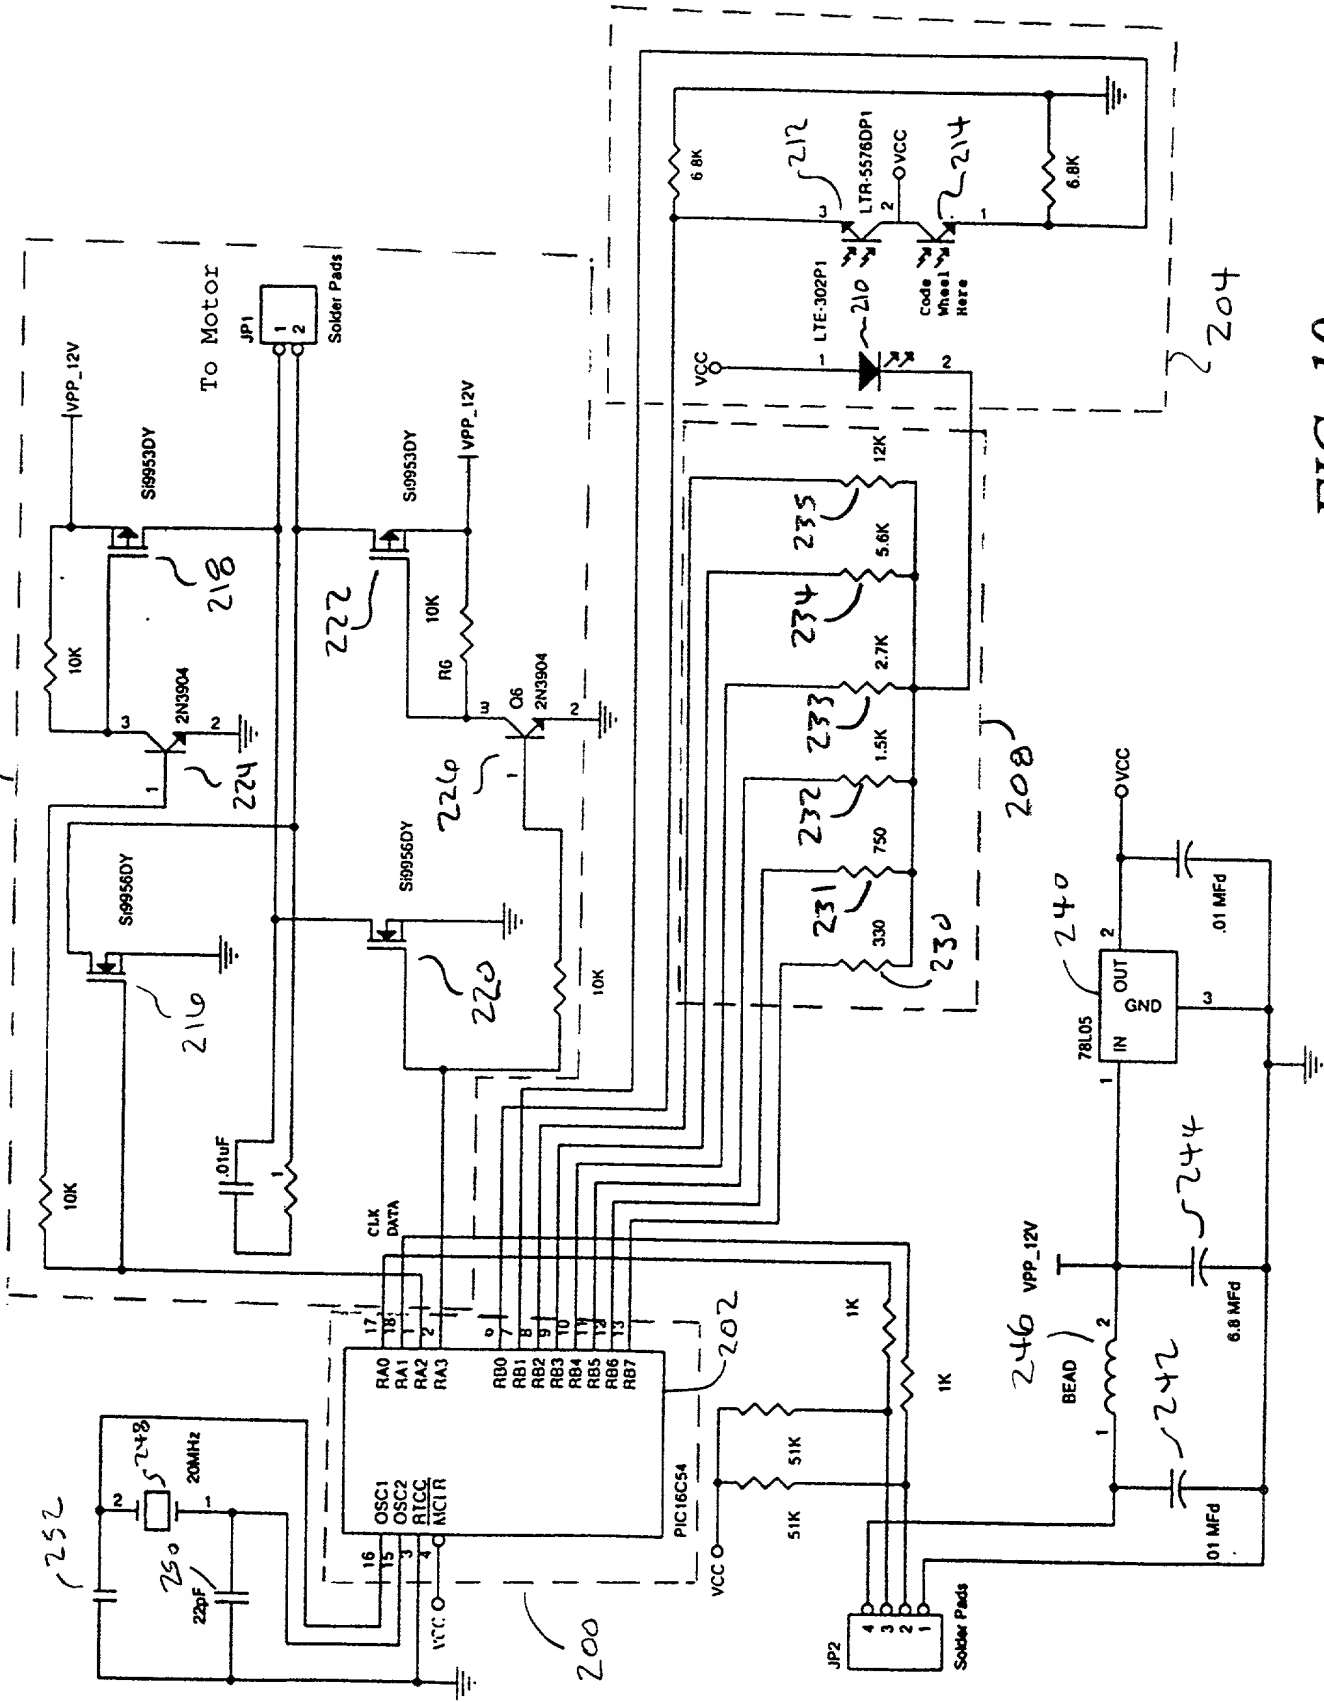 VPP_12V
To Motor
JP1
1
2
Solder Pads
Si9953DY
218
10K
3
2N3904
2
1
224
Si9953DY
222
VPP_12V
10K
R6
3
Q6
2N3904
2
1
226
Si9956DY
216
Si9956DY
220
10K
10K
.01uF
1
CLK
DATA
6.8K
212
3
LTR-5576DP1
2
VCC
214
1
6.8K
LTE-302P1
210
Code
Wheel
Here
VCC
2
204
12K
235
5.6K
234
2.7K
233
1.5K
232
750
231
330
230
208
252
2
248
20MHz
1
250
22pF
16
15
3
4
OSC1
OSC2
RTCC
MCLR
VCC
17
18
1
2
RA0
RA1
RA2
RA3
6
7
8
9
10
11
12
13
RB0
RB1
RB2
RB3
RB4
RB5
RB6
RB7
PIC16C54
202
200
1K
1K
51K
51K
VCC
JP2
4
3
2
1
Solder Pads
246
BEAD
1
2
242
.01 MFd
VPP_12V
244
6.8 MFd
78L05
240
1
IN
OUT
GND
2
3
VCC
.01 MFd